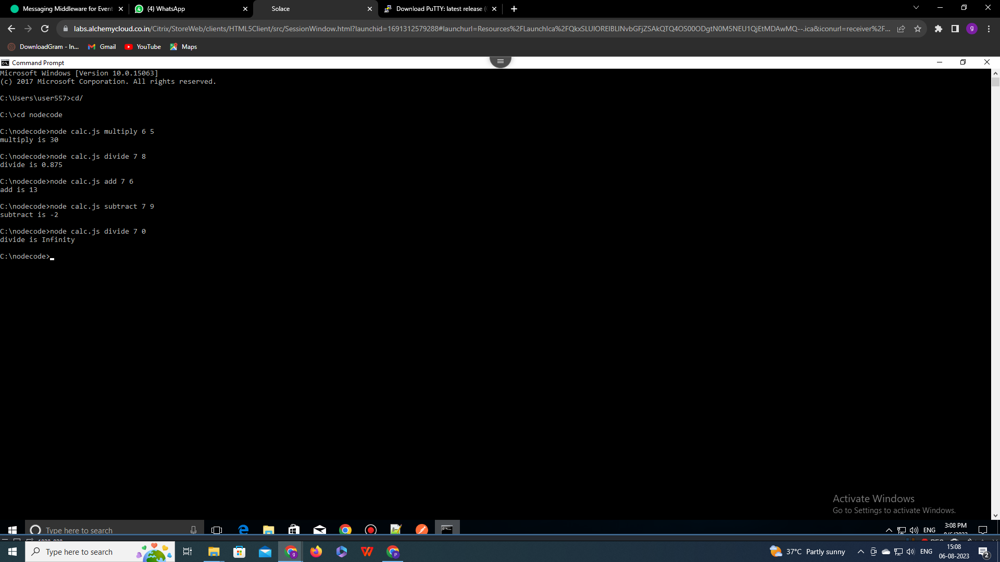 Messaging Middleware for Event
(4) WhatsApp
Solace
Download PuTTY: latest release (
labs.alchemycloud.co.in/Citrix/StoreWeb/clients/HTML5Client/src/SessionWindow.html?launchid=1691312579288#launchurl=Resources%2FLaunchIca%2FQkxSLUlOREIBLlNvbGFjZSAkQTQ4OS00ODgtN0M5NEU1QjEtMDAwMQ--.ica&iconurl=receiver%2F...
g
DownloadGram - In...
Gmail
YouTube
Maps
Command Prompt
Microsoft Windows [Version 10.0.15063]
(c) 2017 Microsoft Corporation. All rights reserved.
C:\Users\user557>cd/
C:\>cd nodecode
C:\nodecode>node calc.js multiply 6 5
multiply is 30
C:\nodecode>node calc.js divide 7 8
divide is 0.875
C:\nodecode>node calc.js add 7 6
add is 13
C:\nodecode>node calc.js subtract 7 9
subtract is -2
C:\nodecode>node calc.js divide 7 0
divide is Infinity
C:\nodecode>
Activate Windows
Go to Settings to activate Windows.
Type here to search
ENG
3:08 PM
Type here to search
37°C Partly sunny
ENG
15:08
06-08-2023
2